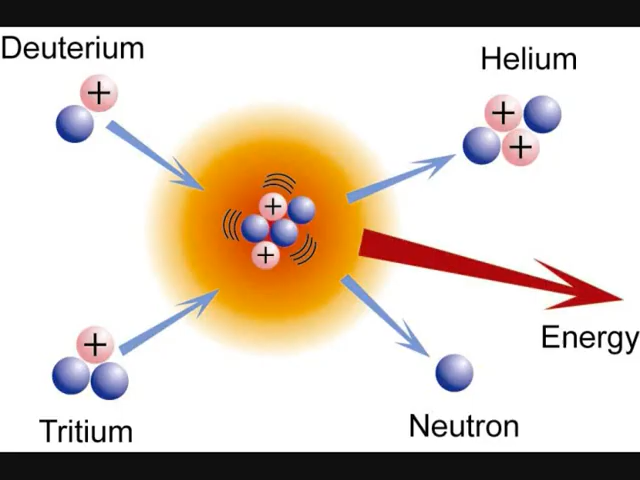 Deuterium
Helium
+
+
+
+
+
+
Energy
Tritium
Neutron